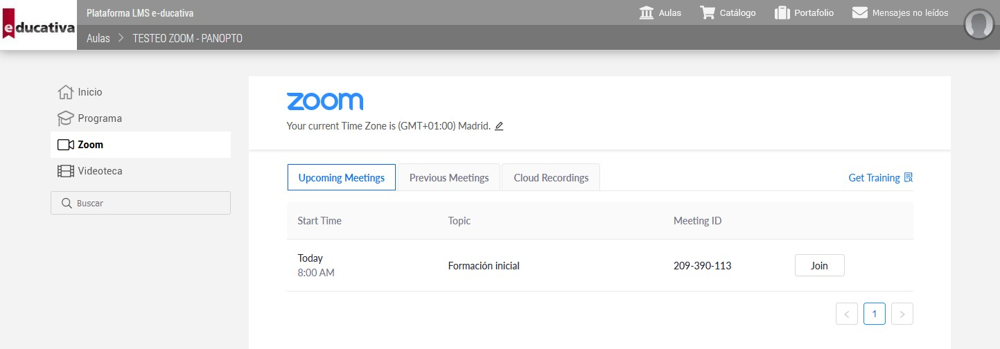 educativa
Plataforma LMS e-ducativa
Aulas
Catálogo
Portafolio
Mensajes no leídos
Aulas > TESTEO ZOOM - PANOPTO
Inicio
Programa
Zoom
Videoteca
Buscar
zoom
Your current Time Zone is (GMT+01:00) Madrid.
Upcoming Meetings
Previous Meetings
Cloud Recordings
Get Training
Start Time
Topic
Meeting ID
Today
8:00 AM
Formación inicial
209-390-113
Join
< 1 >